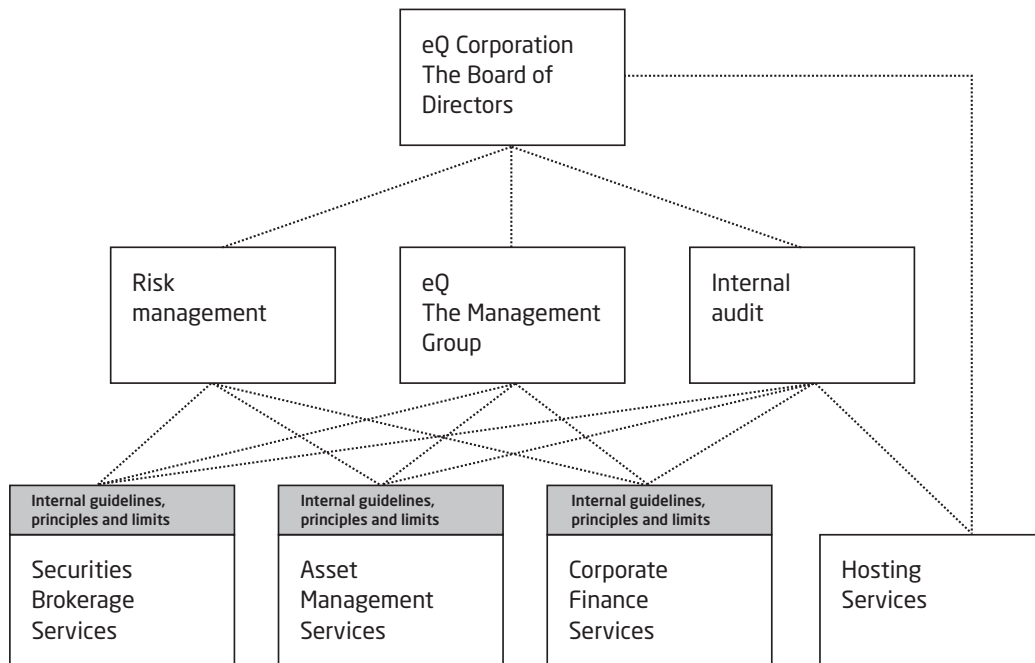 eQ Corporation
The Board of
Directors
Risk
management
eQ
The Management
Group
Internal
audit
Internal guidelines,
principles and limits
Securities
Brokerage
Services
Internal guidelines,
principles and limits
Asset
Management
Services
Internal guidelines,
principles and limits
Corporate
Finance
Services
Hosting
Services